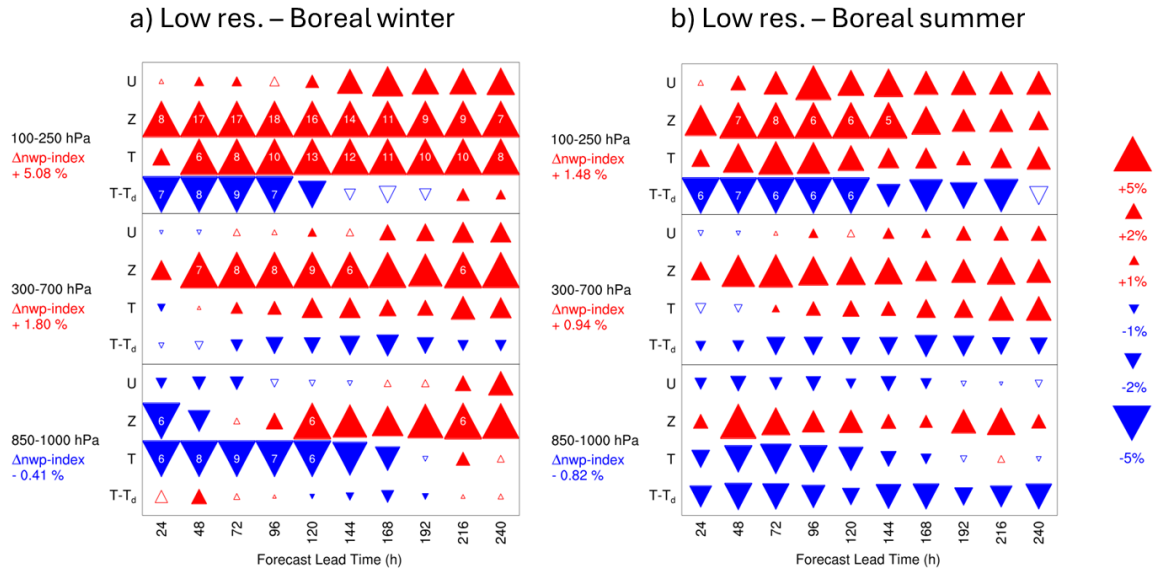 a) Low res. – Boreal winter
b) Low res. – Boreal summer
U
Z 8 17 17 18 16 14 11 9 9 7
100-250 hPa
Δnwp-index
+ 5.08 %
T 6 8 10 13 12 11 10 10 8
T-Td 7 8 9 7
U
Z 7 8 8 9 6 6
300-700 hPa
Δnwp-index
+ 1.80 %
T
T-Td
U
Z 6 6 6
850-1000 hPa
Δnwp-index
- 0.41 %
T 6 8 9 7 6
T-Td
24 48 72 96 120 144 168 192 216 240
Forecast Lead Time (h)
U
Z 7 8 6 6 5
100-250 hPa
Δnwp-index
+ 1.48 %
T
T-Td 6 7 6 6 6
U
Z
300-700 hPa
Δnwp-index
+ 0.94 %
T
T-Td
U
Z
850-1000 hPa
Δnwp-index
- 0.82 %
T
T-Td
24 48 72 96 120 144 168 192 216 240
Forecast Lead Time (h)
+5%
+2%
+1%
-1%
-2%
-5%